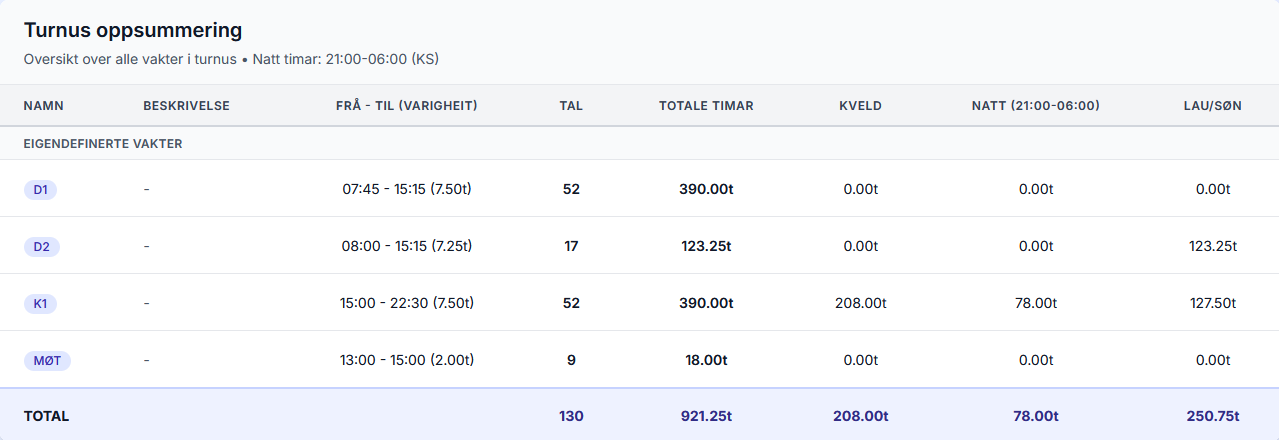 Turnus oppsummering
Oversikt over alle vakter i turnus • Natt timar: 21:00-06:00 (KS)
NAMN BESKRIVELSE FRÅ - TIL (VARIGHEIT) TAL TOTALE TIMAR KVELD NATT (21:00-06:00) LAU/SØN
EIGENDEFINERTE VAKTER
D1 - 07:45 - 15:15 (7.50t) 52 390.00t 0.00t 0.00t 0.00t
D2 - 08:00 - 15:15 (7.25t) 17 123.25t 0.00t 0.00t 123.25t
K1 - 15:00 - 22:30 (7.50t) 52 390.00t 208.00t 78.00t 127.50t
MØT - 13:00 - 15:00 (2.00t) 9 18.00t 0.00t 0.00t 0.00t
TOTAL 130 921.25t 208.00t 78.00t 250.75t